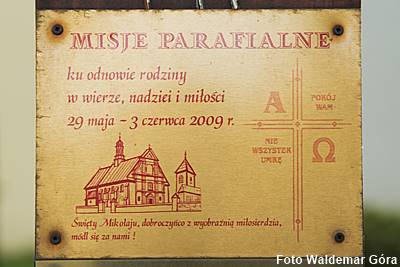 MISJE PARAFIALNE
ku odnowie rodziny
w wierze, nadziei i miłości
29 maja - 3 czerwca 2009 r.
A
POKÓJ
WAM
NIE
WSZYSTEK
UMRĘ
Ω
Święty Mikołaju, dobroczyńco z wyobraźnią miłosierdzia,
módl się za nami !
Foto Waldemar Góra